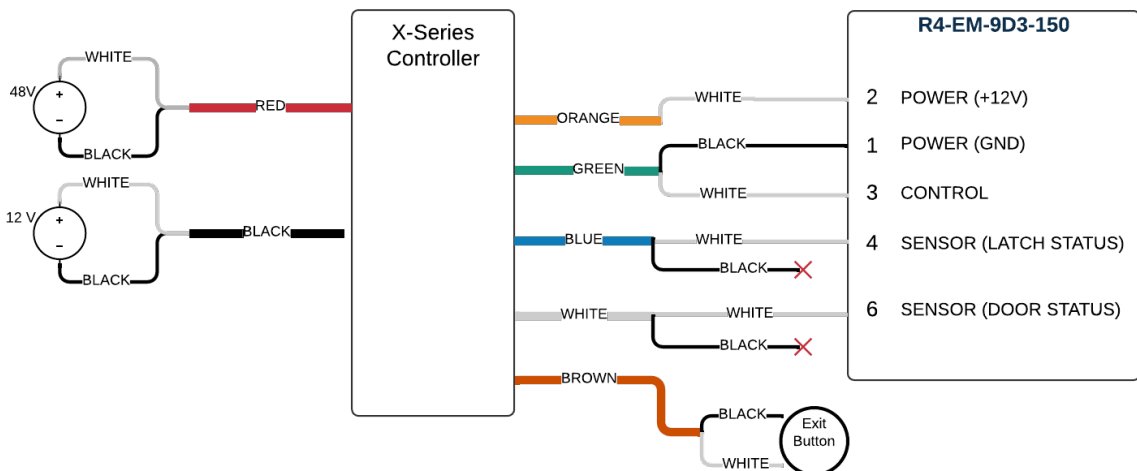 X-Series
Controller
R4-EM-9D3-150
WHITE
48V
+
–
RED
BLACK
WHITE
12 V
+
–
BLACK
BLACK
ORANGE
WHITE
2 POWER (+12V)
GREEN
BLACK
1 POWER (GND)
WHITE
3 CONTROL
BLUE
WHITE
4 SENSOR (LATCH STATUS)
BLACK
WHITE
WHITE
6 SENSOR (DOOR STATUS)
BLACK
BROWN
BLACK
WHITE
Exit
Button